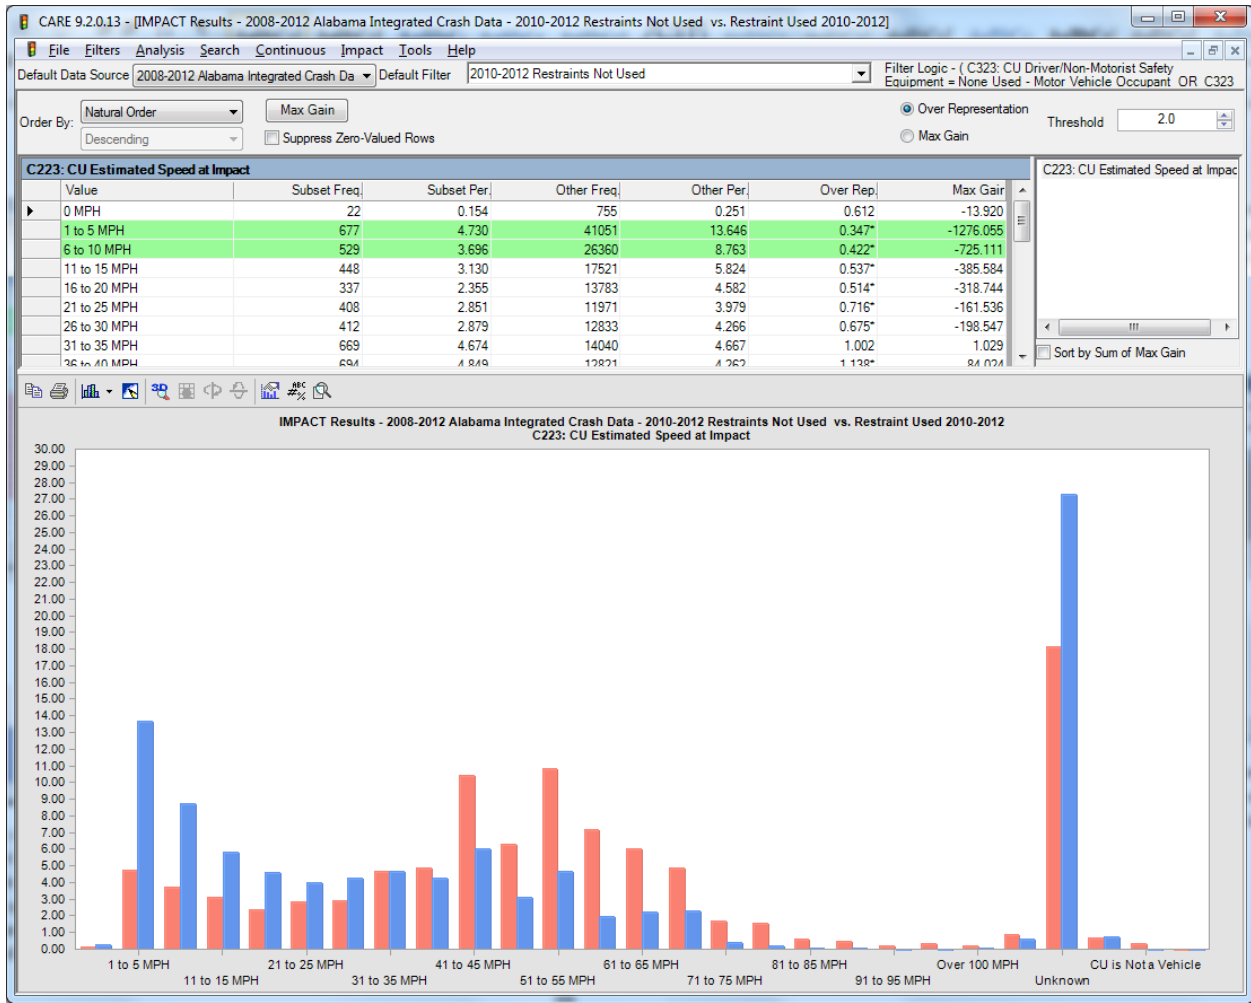 CARE 9.2.0.13 - [IMPACT Results - 2008-2012 Alabama Integrated Crash Data - 2010-2012 Restraints Not Used vs. Restraint Used 2010-2012]
File Filters Analysis Search Continuous Impact Tools Help
Default Data Source 2008-2012 Alabama Integrated Crash Da Default Filter 2010-2012 Restraints Not Used Filter Logic - ( C323: CU Driver/Non-Motorist Safety
Equipment = None Used - Motor Vehicle Occupant OR C323
Order By: Natural Order Max Gain Over Representation Threshold 2.0
Descending Suppress Zero-Valued Rows Max Gain
C223: CU Estimated Speed at Impact C223: CU Estimated Speed at Impac
Value Subset Freq. Subset Per. Other Freq. Other Per. Over Rep. Max Gain
0 MPH 22 0.154 755 0.251 0.612 -13.920
1 to 5 MPH 677 4.730 41051 13.646 0.347* -1276.055
6 to 10 MPH 529 3.696 26360 8.763 0.422* -725.111
11 to 15 MPH 448 3.130 17521 5.824 0.537* -385.584
16 to 20 MPH 337 2.355 13783 4.582 0.514* -318.744
21 to 25 MPH 408 2.851 11971 3.979 0.716* -161.536
26 to 30 MPH 412 2.879 12833 4.266 0.675* -198.547
31 to 35 MPH 669 4.674 14040 4.667 1.002 1.029
36 to 40 MPH 694 4.849 12821 4.262 1.138* 84.024
Sort by Sum of Max Gain
3D ABC
IMPACT Results - 2008-2012 Alabama Integrated Crash Data - 2010-2012 Restraints Not Used vs. Restraint Used 2010-2012
C223: CU Estimated Speed at Impact
30.00
29.00
28.00
27.00
26.00
25.00
24.00
23.00
22.00
21.00
20.00
19.00
18.00
17.00
16.00
15.00
14.00
13.00
12.00
11.00
10.00
9.00
8.00
7.00
6.00
5.00
4.00
3.00
2.00
1.00
0.00
1 to 5 MPH 21 to 25 MPH 41 to 45 MPH 61 to 65 MPH 81 to 85 MPH Over 100 MPH CU is Not a Vehicle
11 to 15 MPH 31 to 35 MPH 51 to 55 MPH 71 to 75 MPH 91 to 95 MPH Unknown